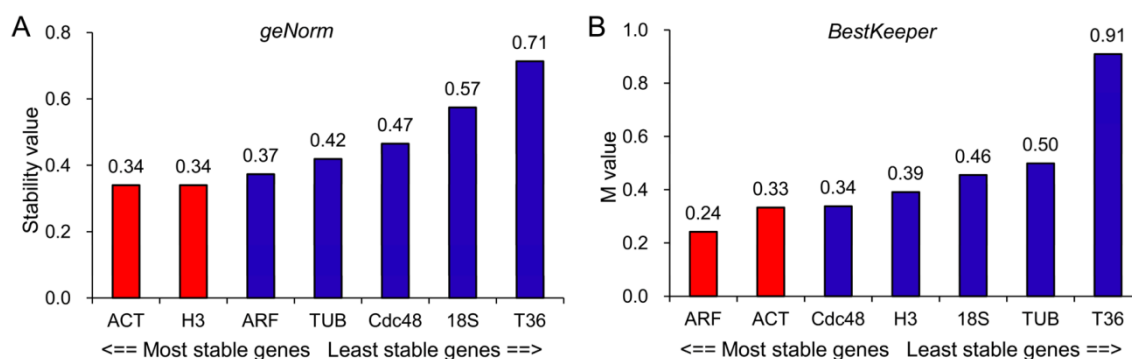 A
geNorm
Stability value
0.8
0.6
0.4
0.2
0.0
0.34
0.34
0.37
0.42
0.47
0.57
0.71
ACT H3 ARF TUB Cdc48 18S T36
<== Most stable genes Least stable genes ==>
B
BestKeeper
M value
1.0
0.8
0.6
0.4
0.2
0.0
0.24
0.33
0.34
0.39
0.46
0.50
0.91
ARF ACT Cdc48 H3 18S TUB T36
<== Most stable genes Least stable genes ==>